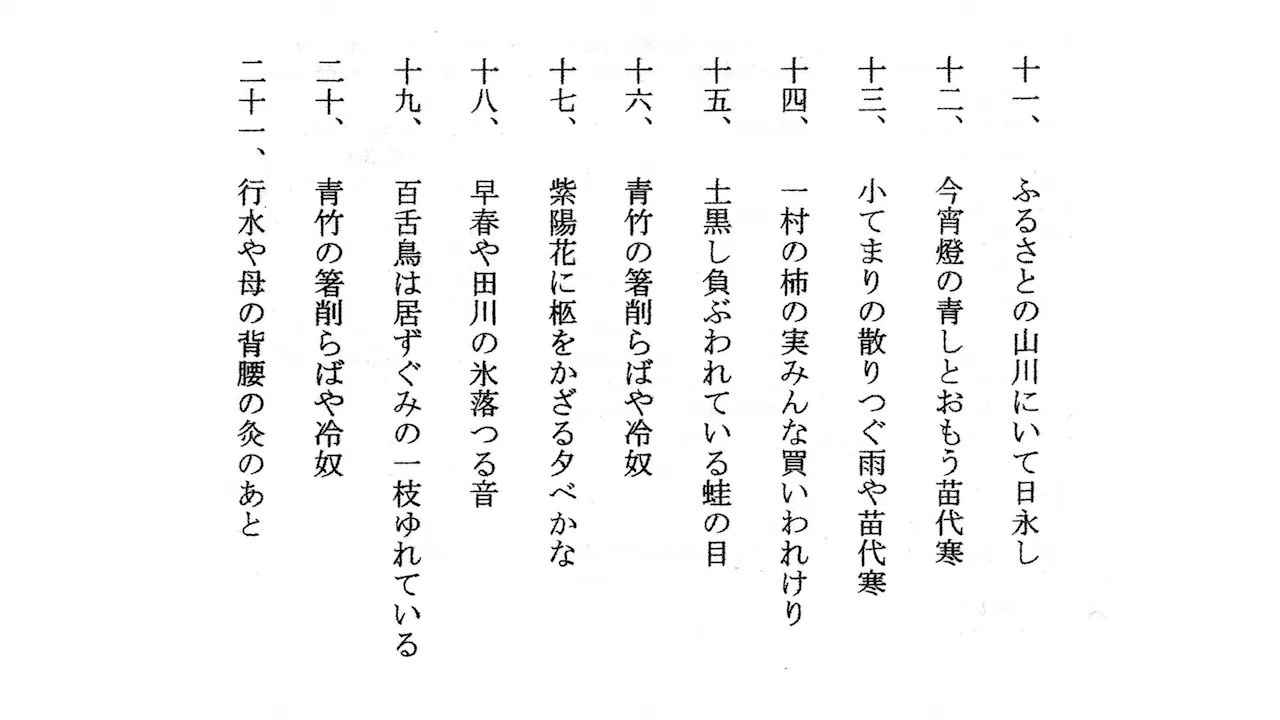 十一、　ふるさとの山川にいて日永し
十二、　今宵燈の青しとおもう苗代寒
十三、　小てまりの散りつぐ雨や苗代寒
十四、　一村の柿の実みんな買いわれけり
十五、　土黒し負ぶわれている蛙の目
十六、　青竹の箸削らばや冷奴
十七、　紫陽花に柩をかざる夕べかな
十八、　早春や田川の氷落つる音
十九、　百舌鳥は居ずぐみの一枝ゆれている
二十、　青竹の箸削らばや冷奴
二十一、行水や母の背腰の灸のあと